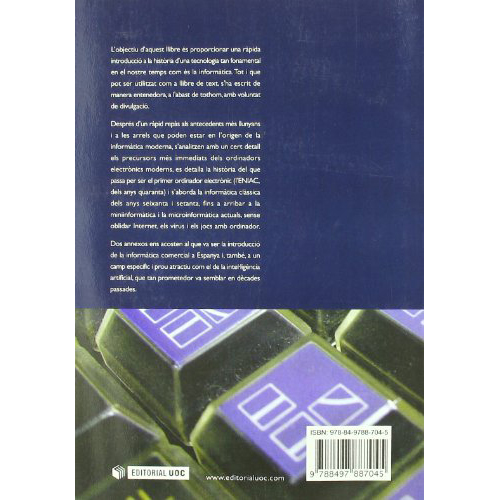 L'objectiu d'aquest llibre és proporcionar una ràpida
introducció a la història d'una tecnologia tan fonamental
en el nostre temps com és la informàtica. Tot i que
pot ser utilitzat com a llibre de text, s'ha escrit de
manera entenedora, a l'abast de tothom, amb voluntat
de divulgació.
Després d'un ràpid repàs als antecedents més llunyans
i a les arrels que poden estar en l'origen de la
informàtica moderna, s'analitzen amb un cert detall
els precursors més immediats dels ordinadors
electrònics moderns, es detalla la història del que
passa per ser el primer ordinador electrònic (l'ENIAC,
dels anys quaranta) i s'aborda la informàtica clàssica
dels anys seixanta i setanta, fins a arribar a la
miniinformàtica i la microinformàtica actuals, sense
oblidar Internet, els virus i els jocs amb ordinador.
Dos annexos ens acosten al que va ser la introducció
de la informàtica comercial a Espanya i, també, a un
camp específic i prou atractiu com el de la intel·ligència
artificial, que tan prometedor va semblar en dècades
passades.
ISBN: 978-84-9788-704-5
9 788497 887045
EDITORIAL UOC
www.editorialuoc.com